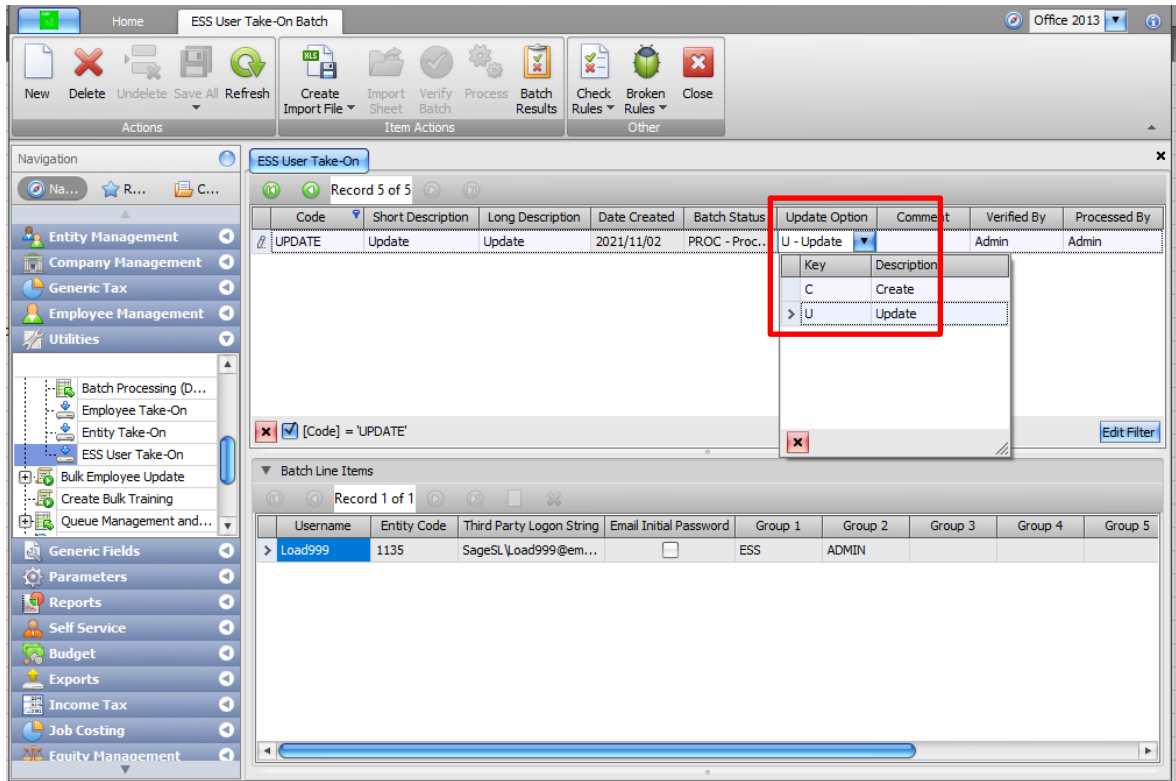 Home ESS User Take-On Batch Office 2013
XLS
New Delete Undelete Save All Refresh Create Import File Import Sheet Verify Batch Process Batch Results Check Rules Broken Rules Close
Actions Item Actions Other
Navigation
Na... R... C...
Entity Management
Company Management
Generic Tax
Employee Management
Utilities
Batch Processing (D...
Employee Take-On
Entity Take-On
ESS User Take-On
Bulk Employee Update
Create Bulk Training
Queue Management and...
Generic Fields
Parameters
Reports
Self Service
Budget
Exports
Income Tax
Job Costing
Equity Management
ESS User Take-On
Record 5 of 5
Code Short Description Long Description Date Created Batch Status Update Option Comment Verified By Processed By
UPDATE Update Update 2021/11/02 PROC - Proc... U - Update Admin Admin
Key Description
C Create
U Update
[Code] = 'UPDATE' Edit Filter
Batch Line Items
Record 1 of 1
Username Entity Code Third Party Logon String Email Initial Password Group 1 Group 2 Group 3 Group 4 Group 5
Load999 1135 SageSL\Load999@em... ESS ADMIN